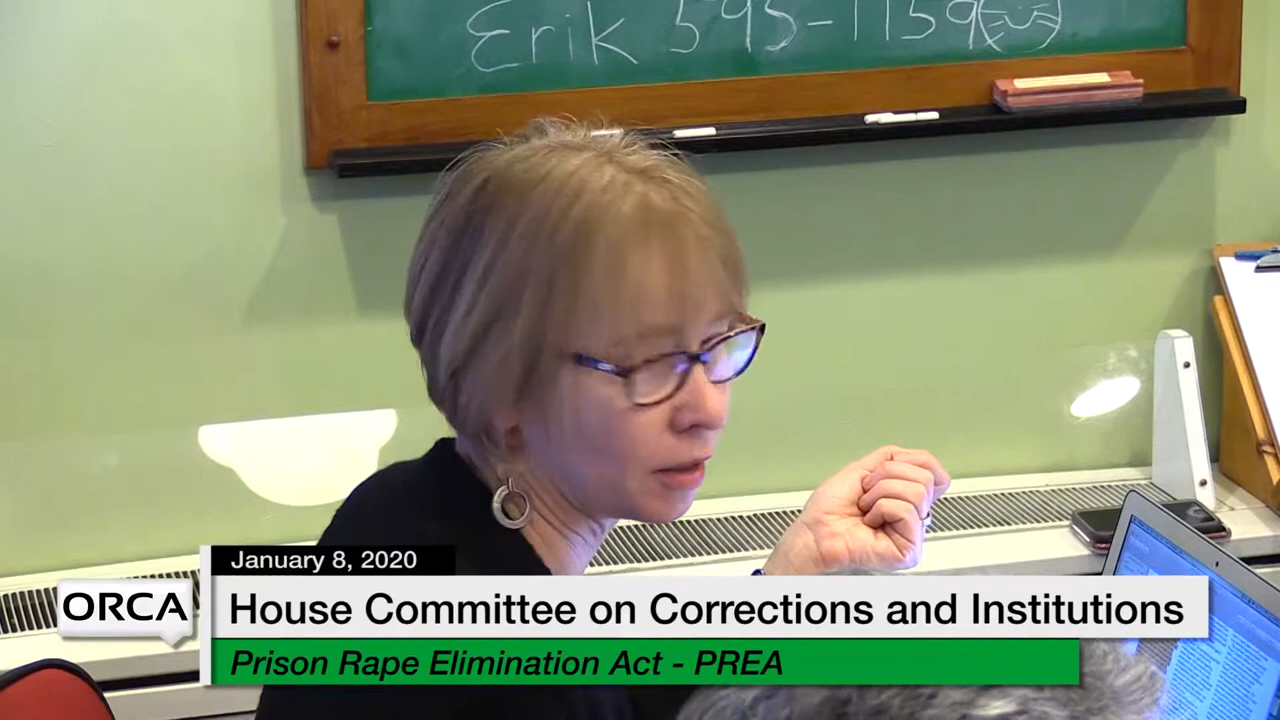 Erik 595-1159
January 8, 2020
ORCA
House Committee on Corrections and Institutions
Prison Rape Elimination Act - PREA